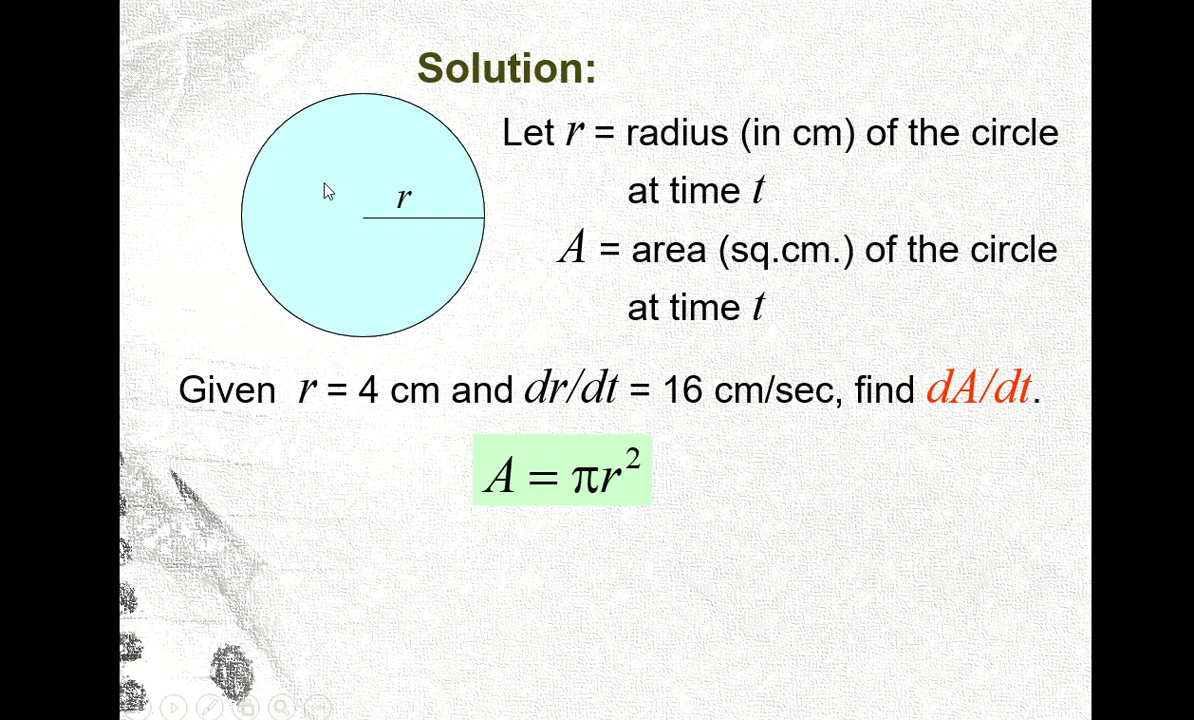 Solution:
Let r = radius (in cm) of the circle
at time t
r
A = area (sq.cm.) of the circle
at time t
Given r = 4 cm and dr/dt = 16 cm/sec, find dA/dt.
A = πr²